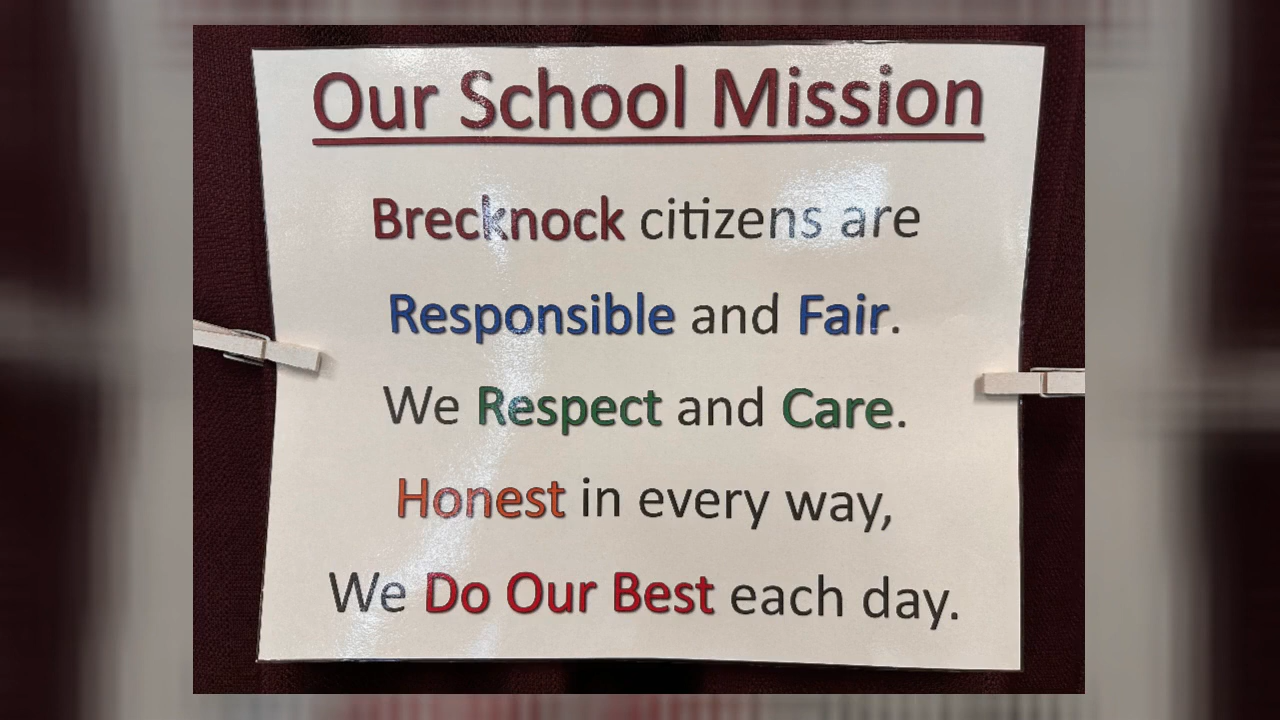 Our School Mission
Brecknock citizens are
Responsible and Fair.
We Respect and Care.
Honest in every way,
We Do Our Best each day.